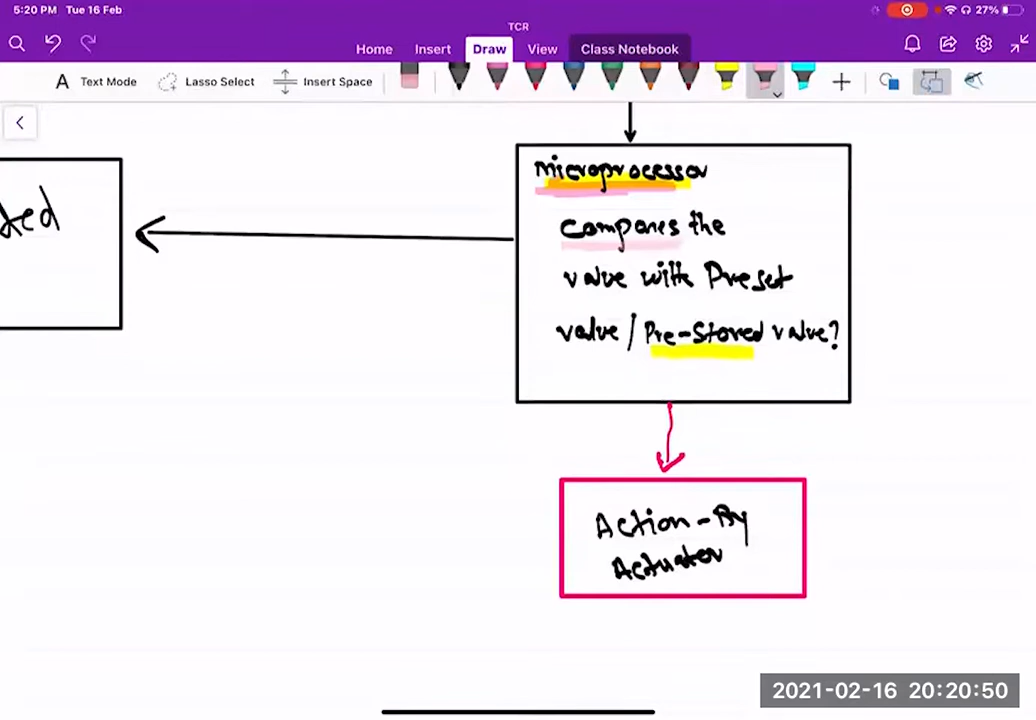 5:20 PM Tue 16 Feb
27%
TCR
Home Insert Draw View Class Notebook
A Text Mode Lasso Select Insert Space
microprocessor
compares the
value with Preset
value / Pre-Stored value?
Action-By
Actuator
2021-02-16 20:20:50